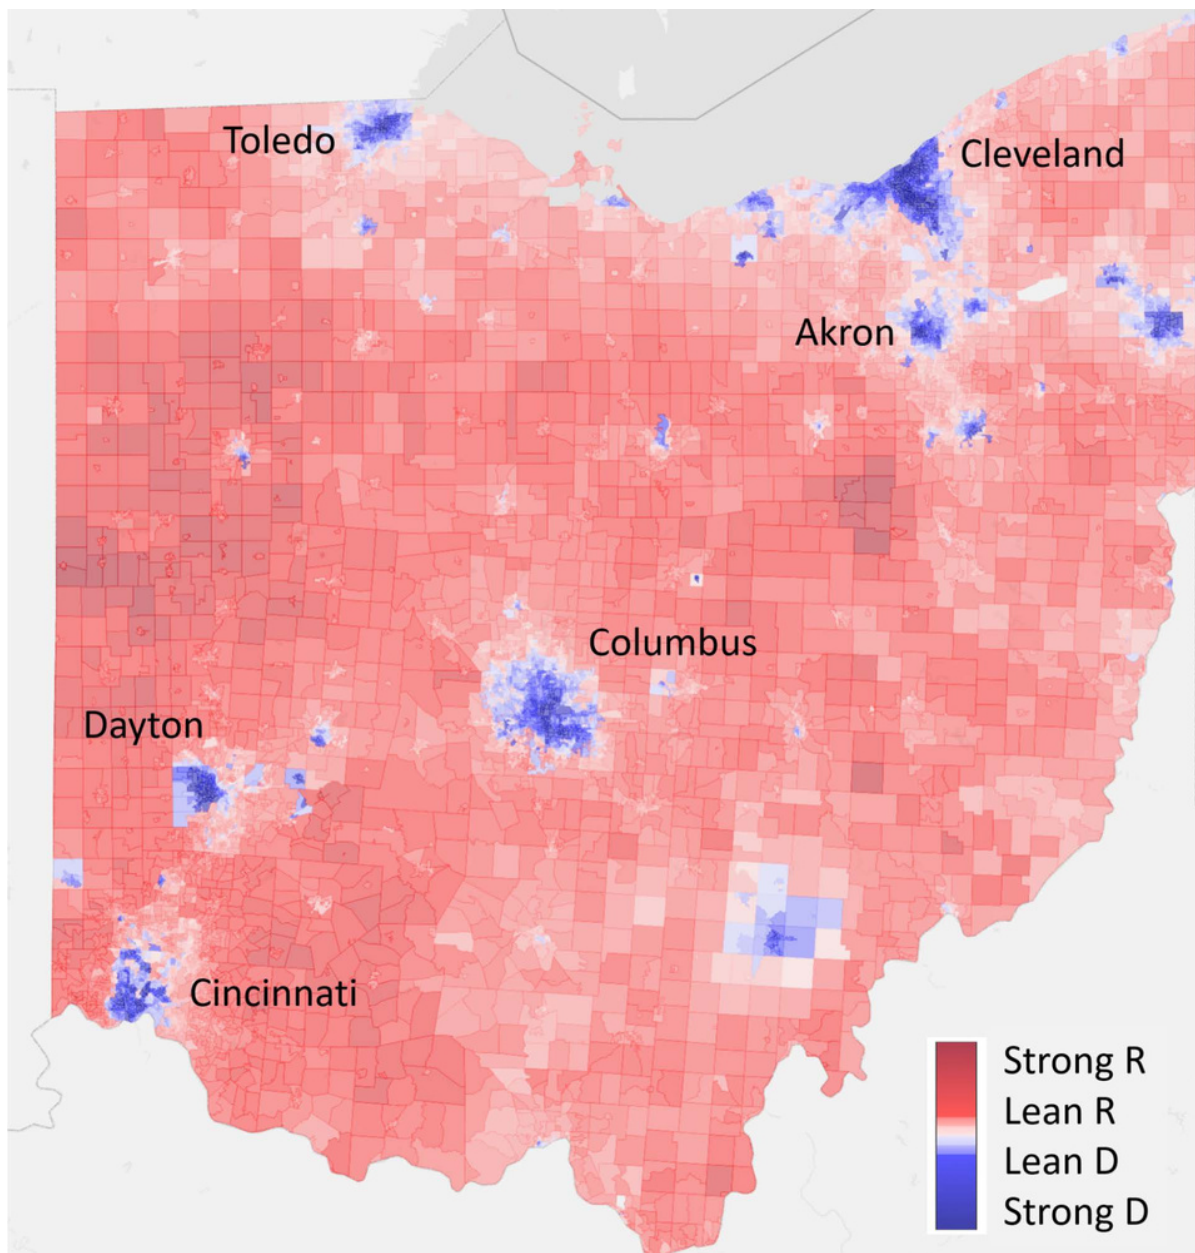 Toledo
Cleveland
Akron
Columbus
Dayton
Cincinnati
Strong R
Lean R
Lean D
Strong D